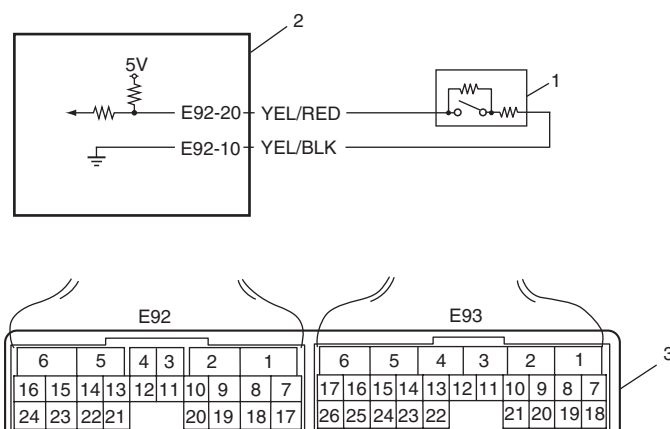 2
5V
1
E92-20 YEL/RED
E92-10 YEL/BLK
E92 E93
3
6 5 4 3 2 1 6 5 4 3 2 1
16 15 14 13 12 11 10 9 8 7 17 16 15 14 13 12 11 10 9 8 7
24 23 22 21 20 19 18 17 26 25 24 23 22 21 20 19 18